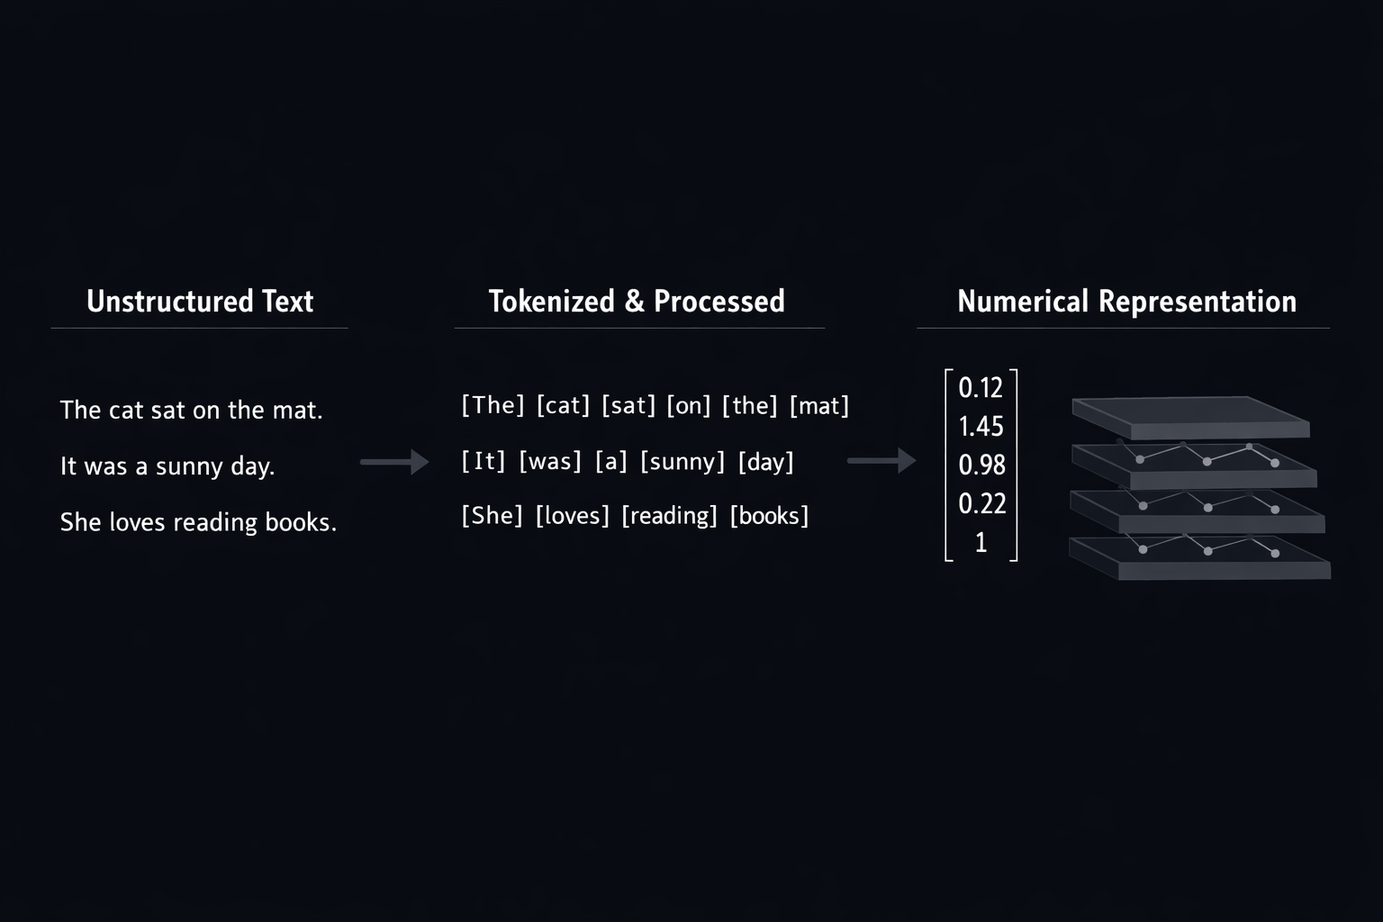 Unstructured Text
The cat sat on the mat.
It was a sunny day.
She loves reading books.
Tokenized & Processed
[The] [cat] [sat] [on] [the] [mat]
[It] [was] [a] [sunny] [day]
[She] [loves] [reading] [books]
Numerical Representation
0.12
1.45
0.98
0.22
1